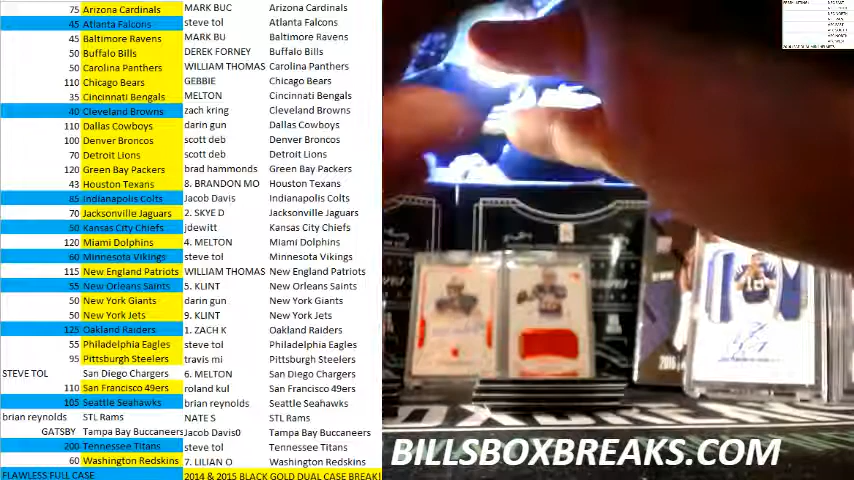 75 Arizona Cardinals MARK BUC Arizona Cardinals
45 Atlanta Falcons steve tol Atlanta Falcons
45 Baltimore Ravens MARK BU Baltimore Ravens
50 Buffalo Bills DEREK FORNEY Buffalo Bills
50 Carolina Panthers WILLIAM THOMAS Carolina Panthers
110 Chicago Bears GEBBIE Chicago Bears
35 Cincinnati Bengals MELTON Cincinnati Bengals
40 Cleveland Browns zach kring Cleveland Browns
110 Dallas Cowboys darin gun Dallas Cowboys
100 Denver Broncos scott deb Denver Broncos
70 Detroit Lions scott deb Detroit Lions
120 Green Bay Packers brad hammonds Green Bay Packers
43 Houston Texans 8. BRANDON MO Houston Texans
85 Indianapolis Colts Jacob Davis Indianapolis Colts
70 Jacksonville Jaguars 2. SKYE D Jacksonville Jaguars
50 Kansas City Chiefs jdewitt Kansas City Chiefs
120 Miami Dolphins 4. MELTON Miami Dolphins
60 Minnesota Vikings steve tol Minnesota Vikings
115 New England Patriots WILLIAM THOMAS New England Patriots
55 New Orleans Saints 5. KLINT New Orleans Saints
50 New York Giants darin gun New York Giants
50 New York Jets 9. KLINT New York Jets
125 Oakland Raiders 1. ZACH K Oakland Raiders
55 Philadelphia Eagles steve tol Philadelphia Eagles
95 Pittsburgh Steelers travis mi Pittsburgh Steelers
STEVE TOL San Diego Chargers 6. MELTON San Diego Chargers
110 San Francisco 49ers roland kul San Francisco 49ers
105 Seattle Seahawks brian reynolds Seattle Seahawks
brian reynolds STL Rams NATE S STL Rams
GATSBY Tampa Bay Buccaneers Jacob Davis0 Tampa Bay Buccaneers
200 Tennessee Titans steve tol Tennessee Titans
60 Washington Redskins 7. LILIAN O Washington Redskins
FLAWLESS FULL CASE 2014 & 2015 BLACK GOLD DUAL CASE BREAK!
BILLSBOXBREAKS.COM